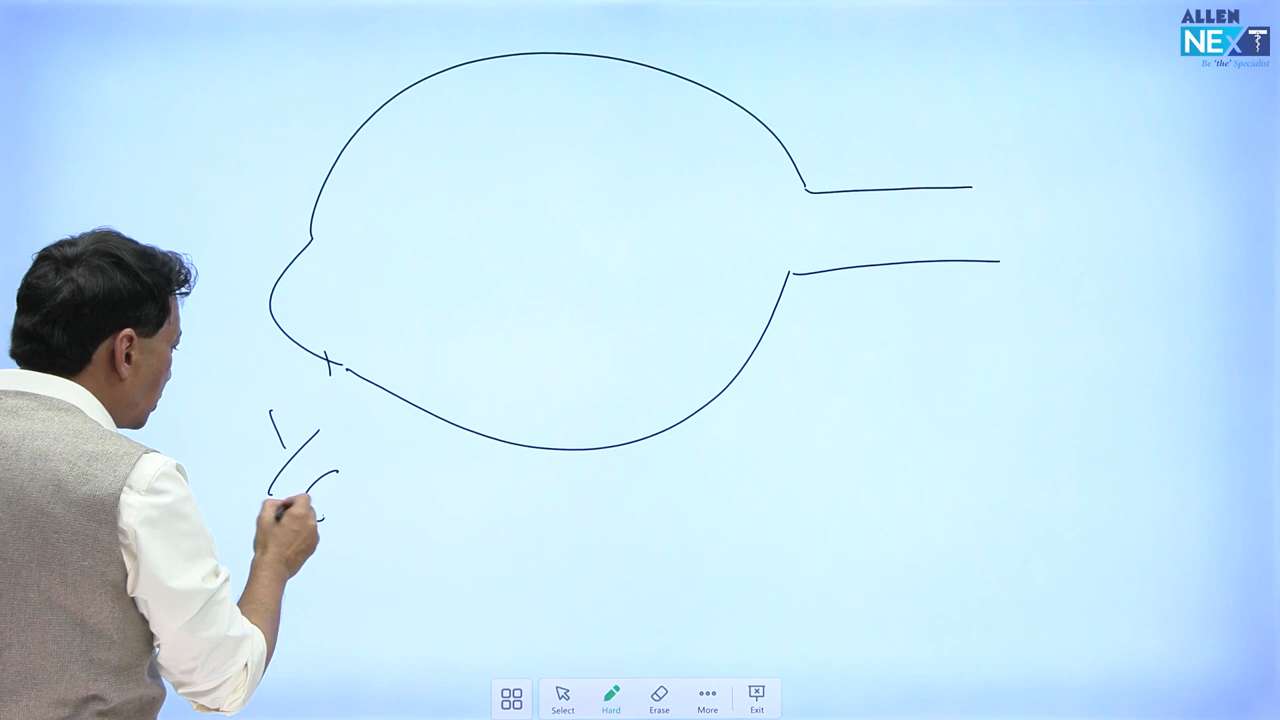 ALLEN
NEXT
Be 'the' Specialist
Select
Hard
Erase
More
Exit